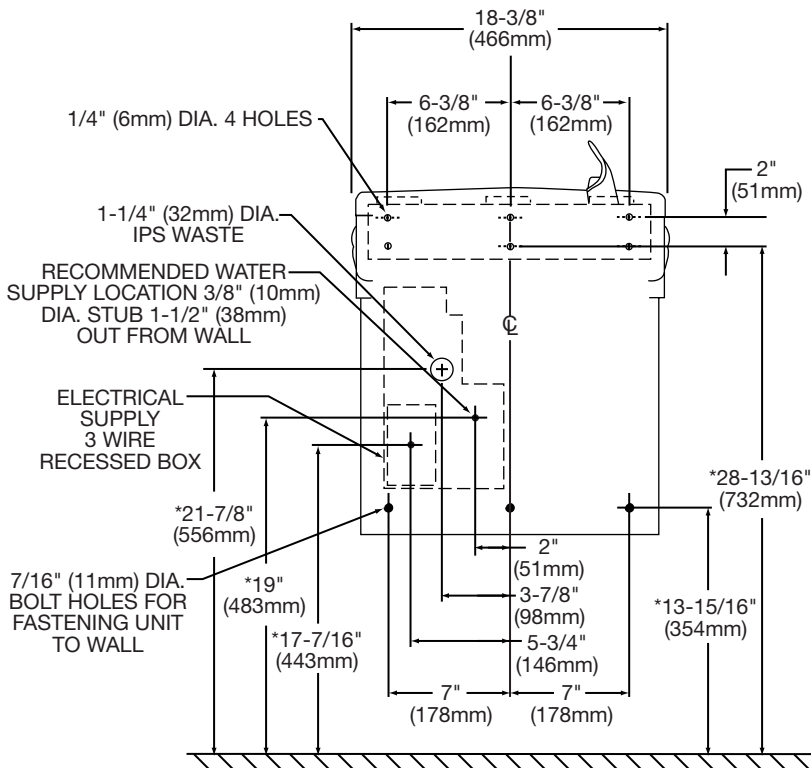 18-3/8"
(466mm)
6-3/8"
(162mm)
6-3/8"
(162mm)
1/4" (6mm) DIA. 4 HOLES
2"
(51mm)
1-1/4" (32mm) DIA.
IPS WASTE
RECOMMENDED WATER
SUPPLY LOCATION 3/8" (10mm)
DIA. STUB 1-1/2" (38mm)
OUT FROM WALL
℄
ELECTRICAL
SUPPLY
3 WIRE
RECESSED BOX
*28-13/16"
(732mm)
*21-7/8"
(556mm)
2"
(51mm)
7/16" (11mm) DIA.
BOLT HOLES FOR
FASTENING UNIT
TO WALL
*19"
(483mm)
3-7/8"
(98mm)
*13-15/16"
(354mm)
*17-7/16"
(443mm)
5-3/4"
(146mm)
7"
(178mm)
7"
(178mm)